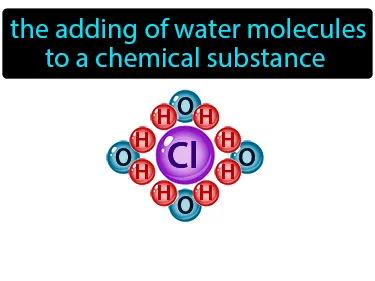 the adding of water molecules
to a chemical substance
O
H H
H H
O Cl O
H H
H H
O